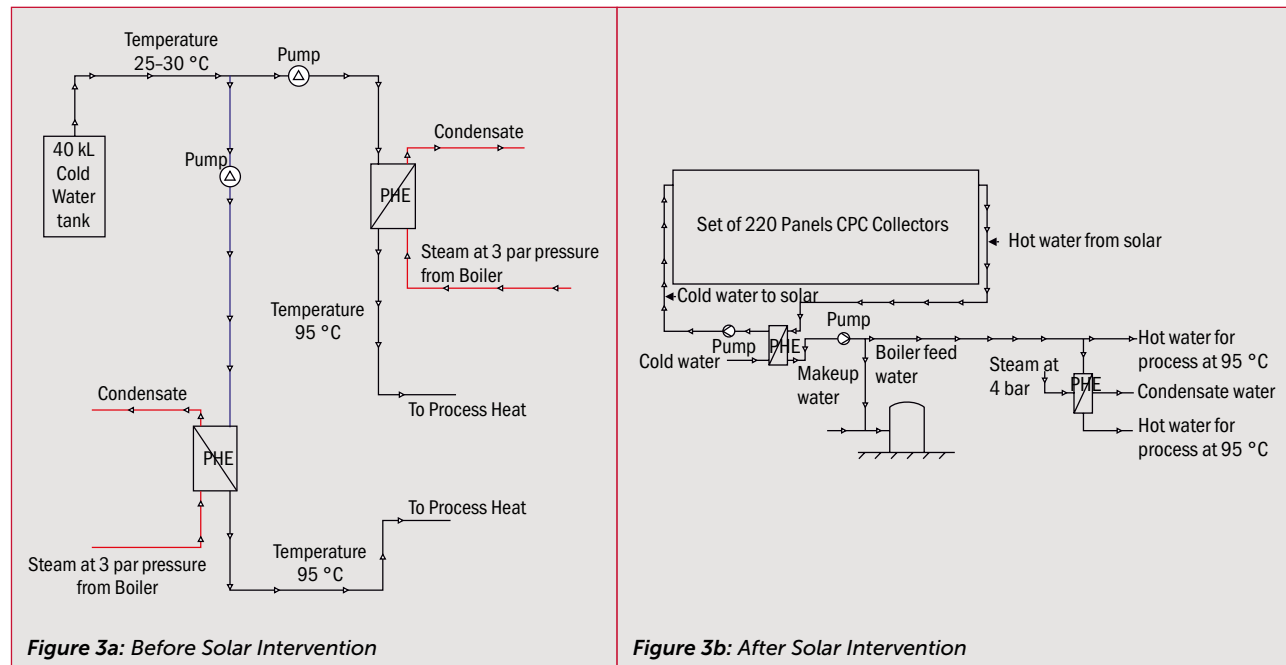 Temperature
25–30 °C
Pump
40 kL
Cold
Water
tank
Pump
Condensate
PHE
Steam at 3 par pressure
from Boiler
Temperature
95 °C
Condensate
To Process Heat
PHE
To Process Heat
Steam at 3 par pressure
from Boiler
Temperature
95 °C
Figure 3a: Before Solar Intervention
Set of 220 Panels CPC Collectors
Hot water from solar
Cold water to solar
Pump
Pump
PHE
Cold water
Makeup
water
Boiler feed
water
Steam at
4 bar
PHE
Hot water for
process at 95 °C
Condensate water
Hot water for
process at 95 °C
Figure 3b: After Solar Intervention